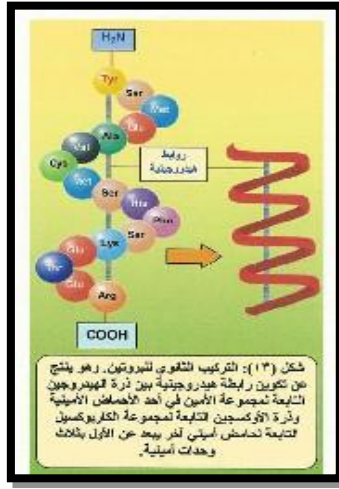 H₂N
Tyr
Ser
Met
Glu
Ala
Val
Cys
Met
Ser
His
Phe
Ser
Lys
Glu
Glu
Arg
COOH
روابط
هيدروجينية
شكل (١٣): التركيب الثانوي للبروتين. وهو ينتج
عن تكوين رابطة هيدروجينية بين ذرة الهيدروجين
التابعة لمجموعة الأمين في أحد الأحماض الأمينية
وذرة الأوكسجين التابعة لمجموعة الكاربوكسيل
التابعة لحامض أميني آخر يبعد عن الأول بثلاث
وحدات أمينية.